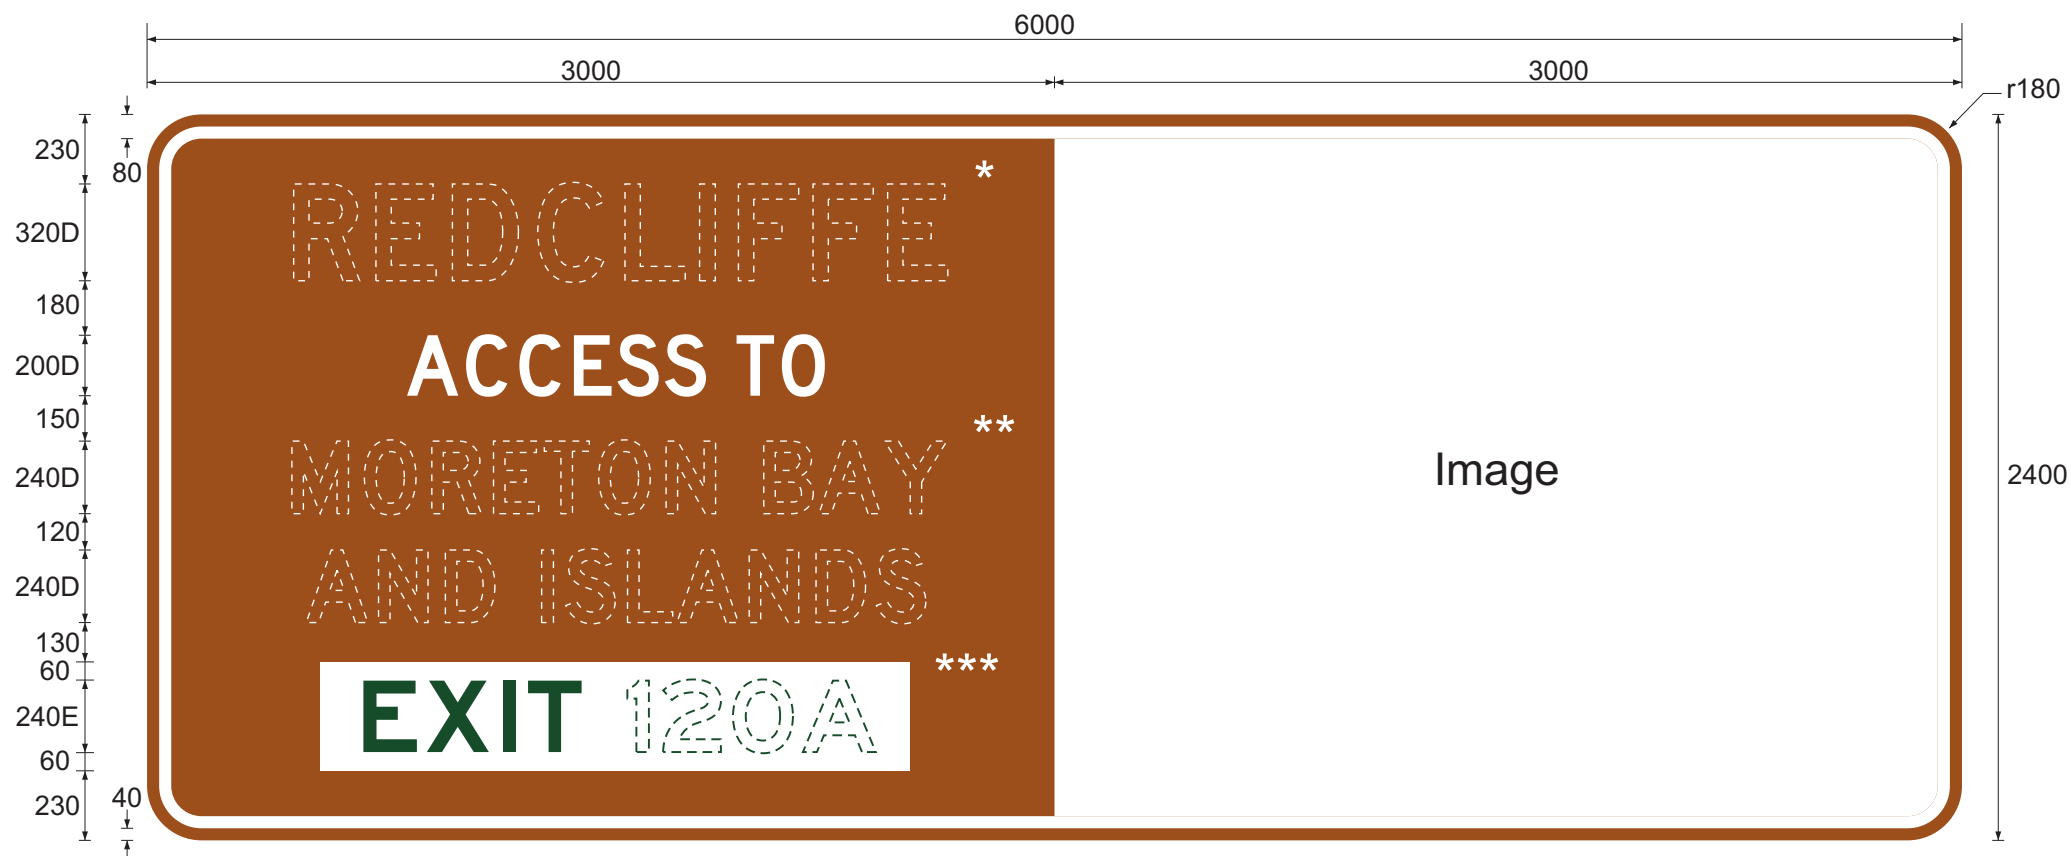 6000
3000 3000
r180
230
80
REDCLIFFE *
320D
180
200D
ACCESS TO
150
**
240D
MORETON BAY
Image
2400
120
240D
AND ISLANDS
130
60
***
240E
EXIT 120A
60
230
40